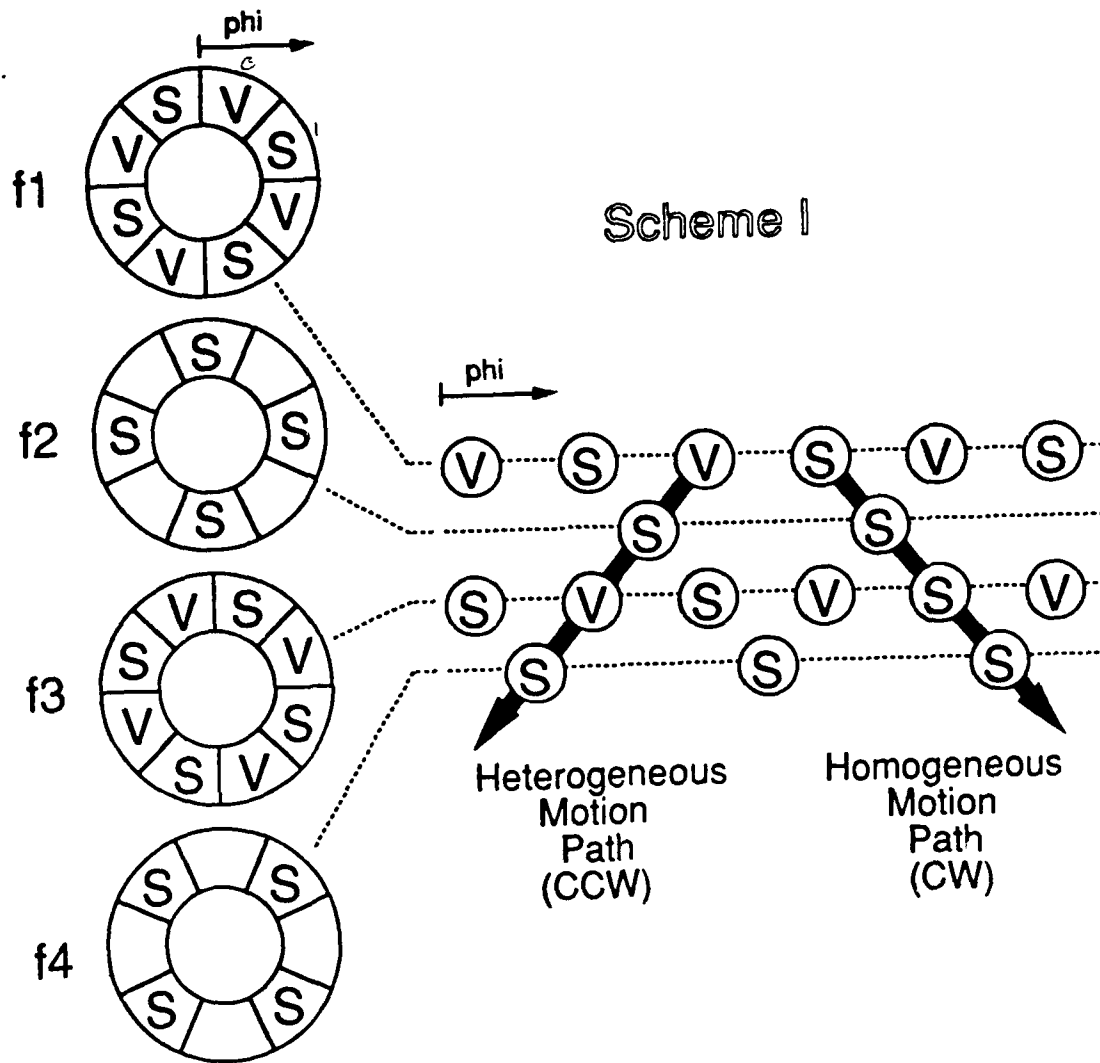 phi
c
S V
V S
f1
S V
V S
Scheme I
S
f2
S S
S
phi
V S V S V S
S S
S V S V S V
S S S
V S
f3
S V
V S
S V
S S
f4
S S
Heterogeneous
Motion
Path
(CCW)
Homogeneous
Motion
Path
(CW)